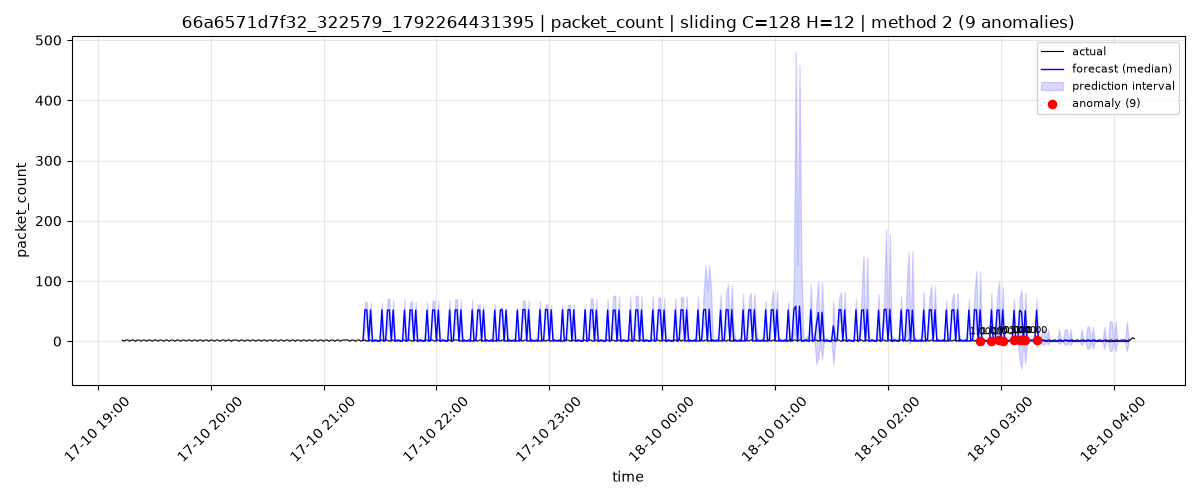 66a6571d7f32_322579_1792264431395 | packet_count | sliding C=128 H=12 | method 2 (9 anomalies)
packet_count
500
400
300
200
100
0
actual
forecast (median)
prediction interval
anomaly (9)
17-10 19:00
17-10 20:00
17-10 21:00
17-10 22:00
17-10 23:00
18-10 00:00
18-10 01:00
18-10 02:00
18-10 03:00
18-10 04:00
time